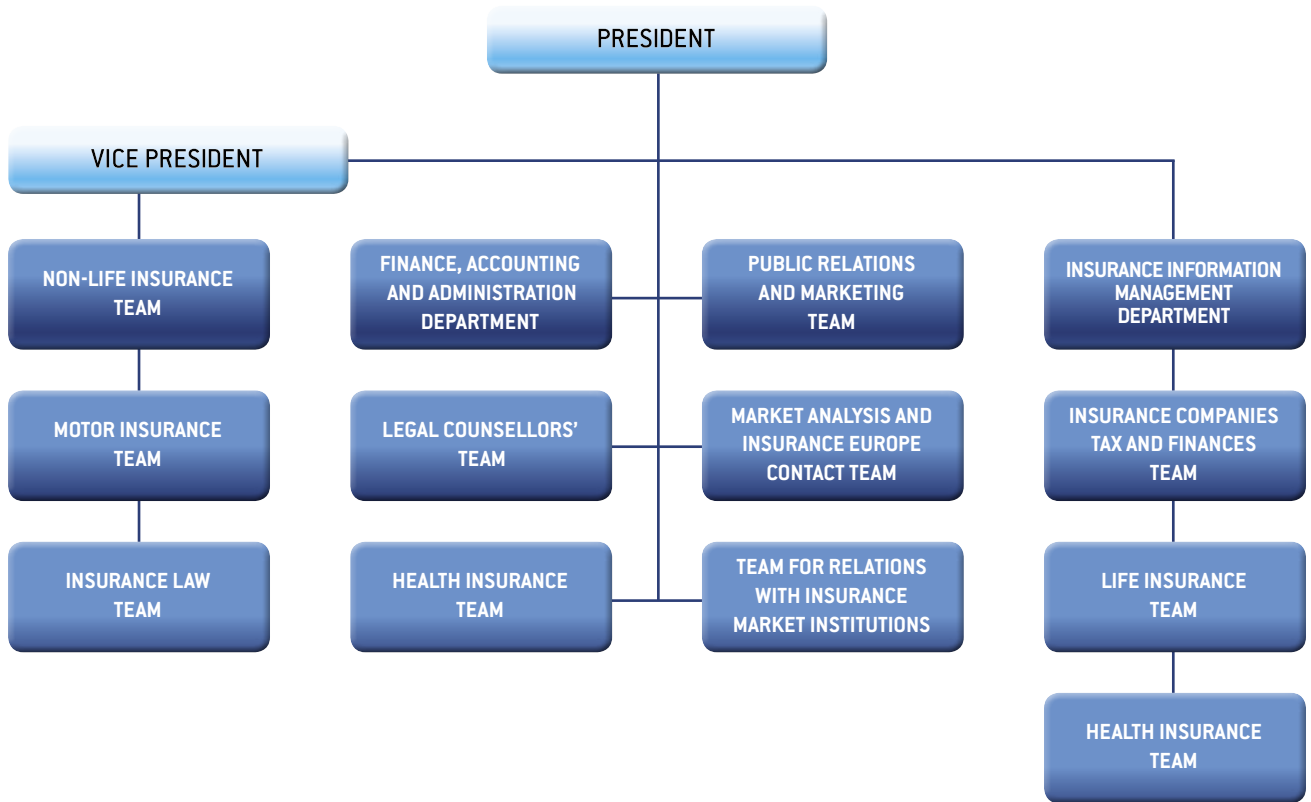 PRESIDENT
VICE PRESIDENT
NON-LIFE INSURANCE
TEAM
FINANCE, ACCOUNTING
AND ADMINISTRATION
DEPARTMENT
PUBLIC RELATIONS
AND MARKETING
TEAM
INSURANCE INFORMATION
MANAGEMENT
DEPARTMENT
MOTOR INSURANCE
TEAM
LEGAL COUNSELLORS’
TEAM
MARKET ANALYSIS AND
INSURANCE EUROPE
CONTACT TEAM
INSURANCE COMPANIES
TAX AND FINANCES
TEAM
INSURANCE LAW
TEAM
HEALTH INSURANCE
TEAM
TEAM FOR RELATIONS
WITH INSURANCE
MARKET INSTITUTIONS
LIFE INSURANCE
TEAM
HEALTH INSURANCE
TEAM